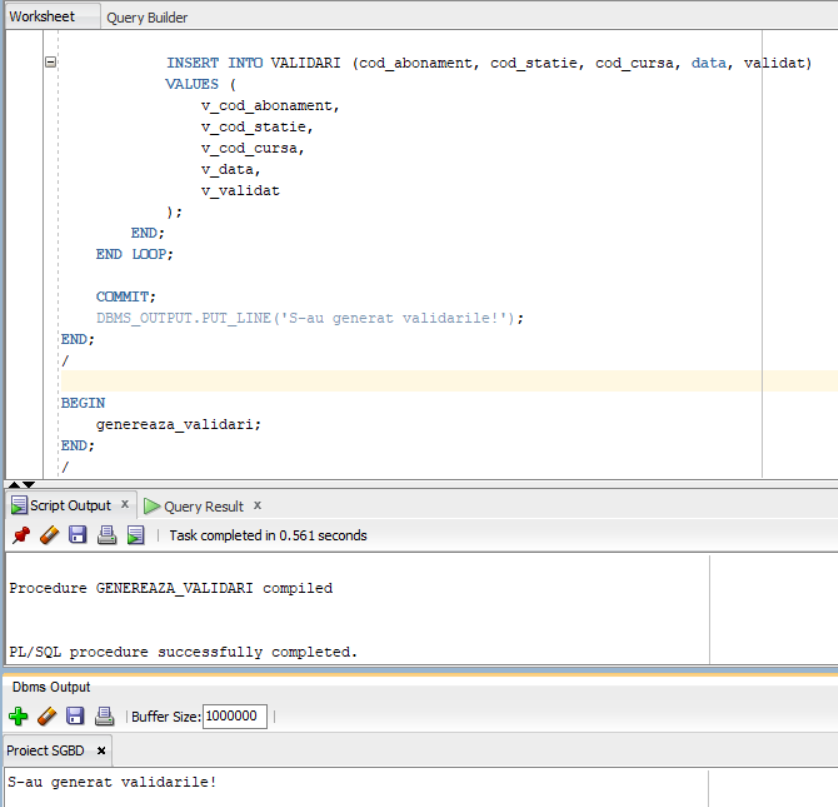 Worksheet Query Builder
INSERT INTO VALIDARI (cod_abonament, cod_statie, cod_cursa, data, validat)
VALUES (
v_cod_abonament,
v_cod_statie,
v_cod_cursa,
v_data,
v_validat
);
END;
END LOOP;
COMMIT;
DBMS_OUTPUT.PUT_LINE('S-au generat validarile!');
END;
/
BEGIN
genereaza_validari;
END;
/
Script Output x Query Result x
Task completed in 0.561 seconds
Procedure GENEREAZA_VALIDARI compiled
PL/SQL procedure successfully completed.
Dbms Output
Buffer Size: 1000000
Proiect SGBD x
S-au generat validarile!